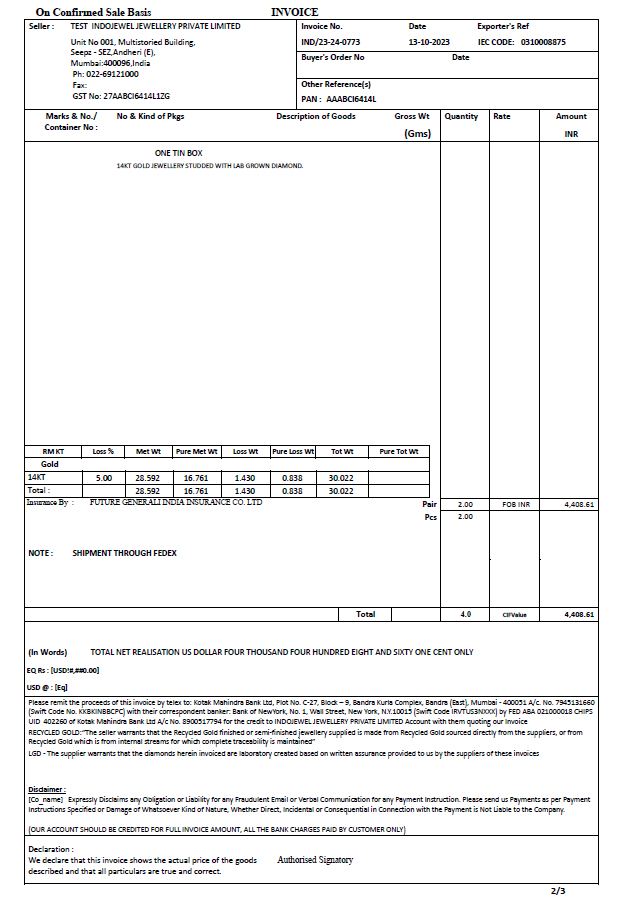 On Confirmed Sale Basis INVOICE
Seller : TEST INDOJEWEL JEWELLERY PRIVATE LIMITED
Unit No 001, Multistoried Building,
Seepz - SEZ,Andheri (E),
Mumbai:400096,India
Ph: 022-69121000
Fax:
GST No: 27AABCI6414L1ZG
Invoice No. Date Exporter's Ref
IND/23-24-0773 13-10-2023 IEC CODE: 0310008875
Buyer's Order No Date
Other Reference(s)
PAN : AAABCI6414L
Marks & No./ No & Kind of Pkgs Description of Goods Gross Wt Quantity Rate Amount
Container No : (Gms) INR
ONE TIN BOX
14KT GOLD JEWELLERY STUDDED WITH LAB GROWN DIAMOND.
RM KT Loss % Met Wt Pure Met Wt Loss Wt Pure Loss Wt Tot Wt Pure Tot Wt
Gold
14KT 5.00 28.592 16.761 1.430 0.838 30.022
Total : 28.592 16.761 1.430 0.838 30.022
Insurance By : FUTURE GENERALI INDIA INSURANCE CO. LTD
Pair 2.00 FOB INR 4,408.61
Pcs 2.00
NOTE : SHIPMENT THROUGH FEDEX
Total 4.0 CIFValue 4,408.61
(In Words) TOTAL NET REALISATION US DOLLAR FOUR THOUSAND FOUR HUNDRED EIGHT AND SIXTY ONE CENT ONLY
EQ Rs : [USD!#,##0.00]
USD @ : [Eq]
Please remit the proceeds of this invoice by telex to: Kotak Mahindra Bank Ltd, Plot No. C-27, Block – 9, Bandra Kurla Complex, Bandra (East), Mumbai - 400051 A/c. No. 7945131660
(Swift Code No. KKBKINBBCPC) with their correspondent banker: Bank of NewYork, No. 1, Wall Street, New York, N.Y.10015 (Swift Code IRVTUS3NXXX) by FED ABA 021000018 CHIPS
UID 402260 of Kotak Mahindra Bank Ltd A/c No. 8900517794 for the credit to INDOJEWEL JEWELLERY PRIVATE LIMITED Account with them quoting our Invoice
RECYCLED GOLD:"The seller warrants that the Recycled Gold finished or semi-finished jewellery supplied is made from Recycled Gold sourced directly from the suppliers, or from
Recycled Gold which is from internal streams for which complete traceability is maintained"
LGD - The supplier warrants that the diamonds herein invoiced are laboratory created based on written assurance provided to us by the suppliers of these invoices
Disclaimer :
[Co_name] Expressly Disclaims any Obligation or Liability for any Fraudulent Email or Verbal Communication for any Payment Instruction. Please send us Payments as per Payment
Instructions Specified or Damage of Whatsoever Kind of Nature, Whether Direct, Incidental or Consequential in Connection with the Payment is Not Liable to the Company.
(OUR ACCOUNT SHOULD BE CREDITED FOR FULL INVOICE AMOUNT, ALL THE BANK CHARGES PAID BY CUSTOMER ONLY)
Declaration :
We declare that this invoice shows the actual price of the goods Authorised Signatory
described and that all particulars are true and correct.
2/3